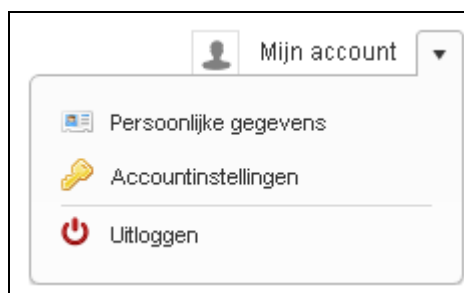 Mijn account
Persoonlijke gegevens
Accountinstellingen
Uitloggen